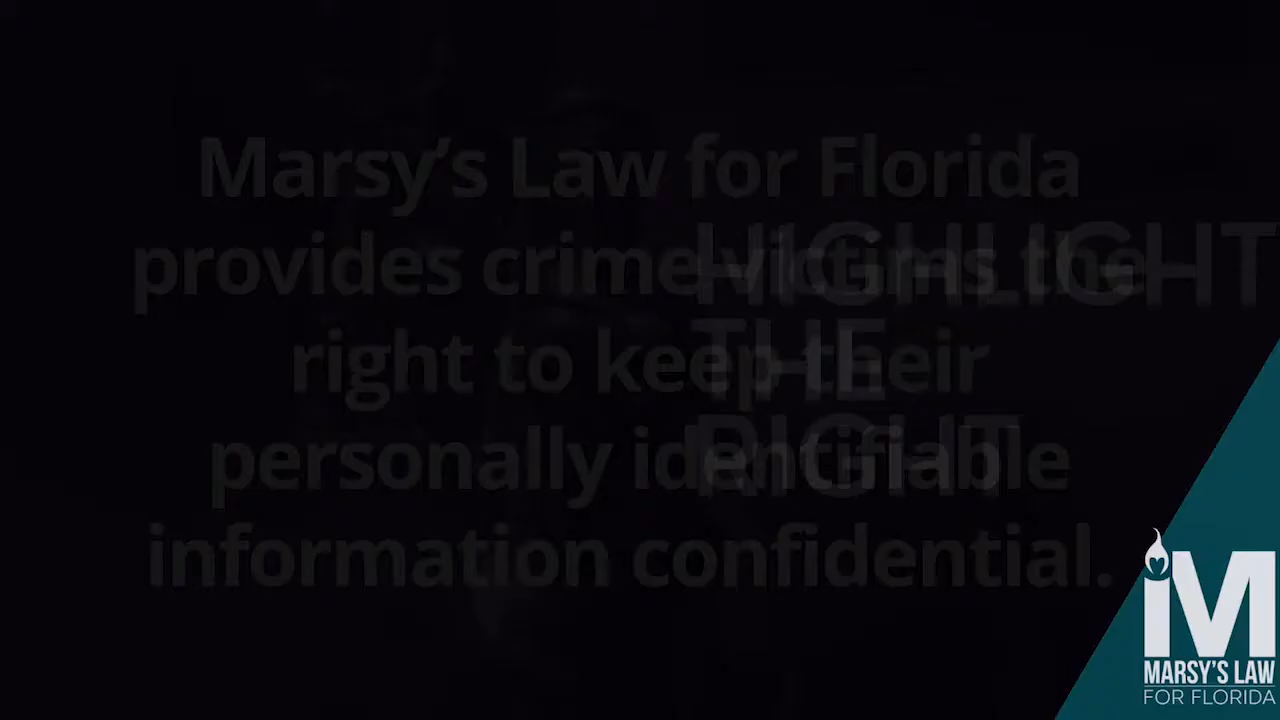 Marsy's Law for Florida
provides crime victims the
right to keep their
personally identifiable
information confidential.
HIGHLIGHT
THE
RIGHT
iM
MARSY'S LAW
FOR FLORIDA